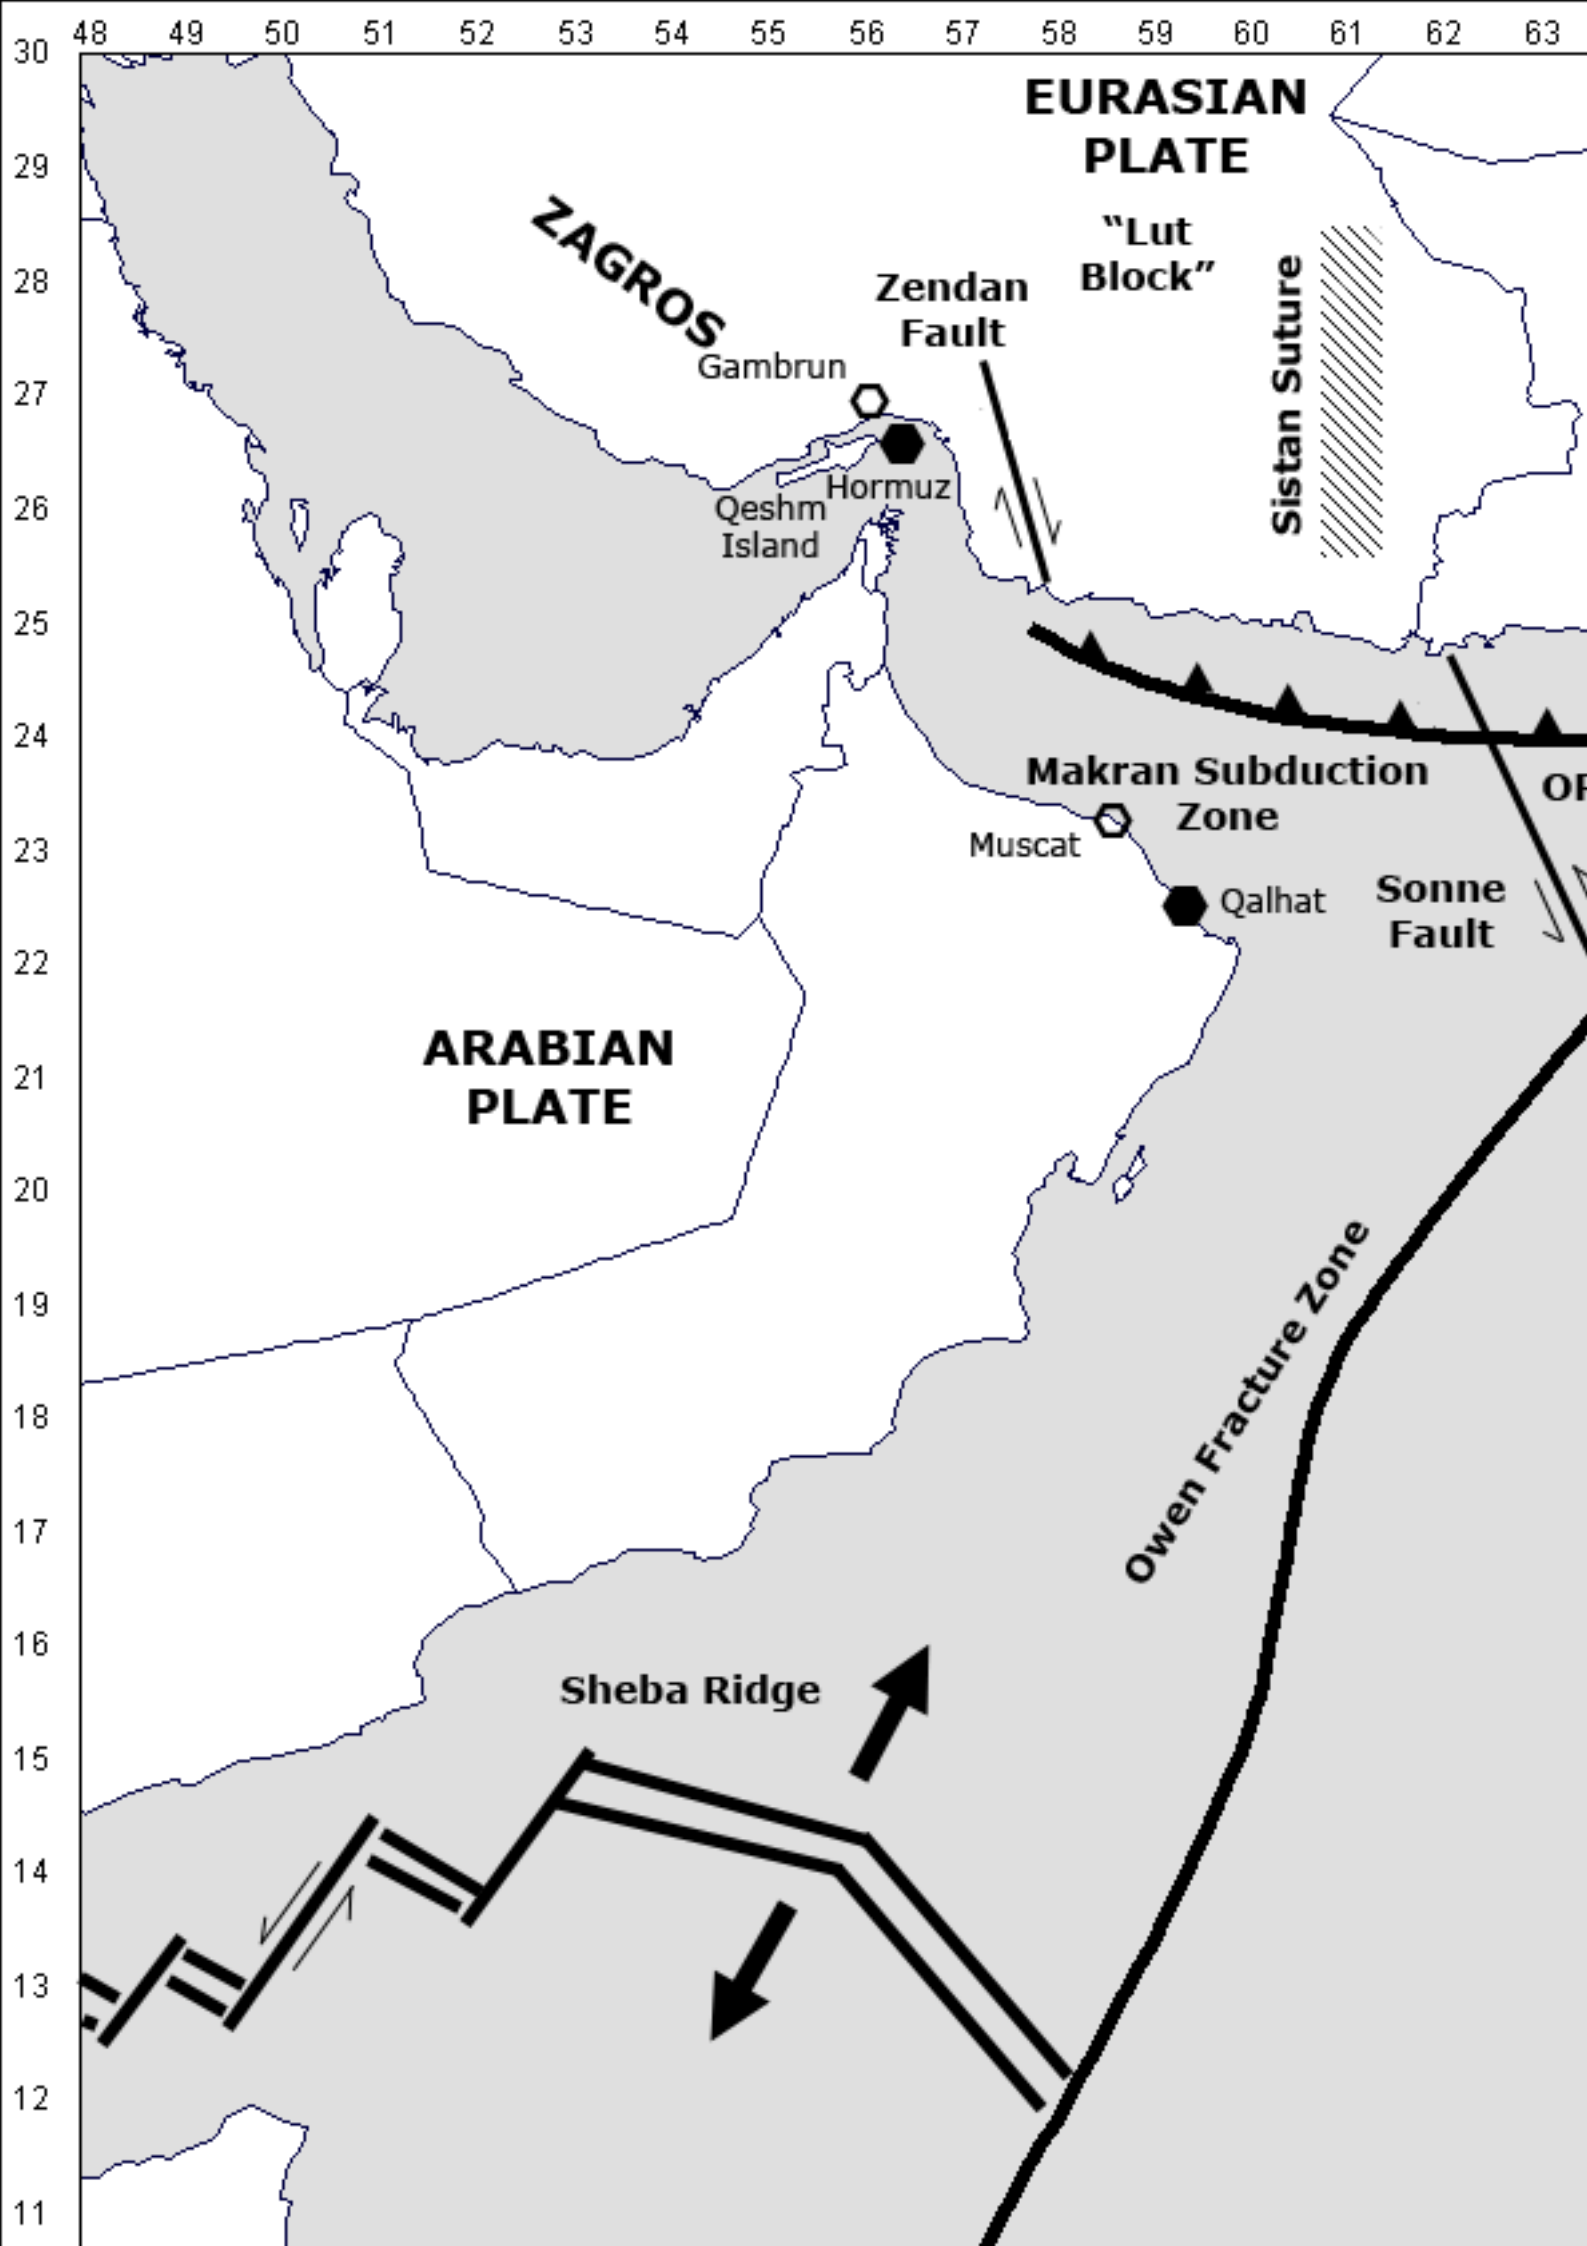 48 49 50 51 52 53 54 55 56 57 58 59 60 61 62 63
30
29
28
27
26
25
24
23
22
21
20
19
18
17
16
15
14
13
12
11
EURASIAN
PLATE
ZAGROS
“Lut
Block”
Zendan
Fault
Sistan Suture
Gambrun
Hormuz
Qeshm
Island
Makran Subduction
Zone
OF
Muscat
Qalhat
Sonne
Fault
ARABIAN
PLATE
Owen Fracture Zone
Sheba Ridge